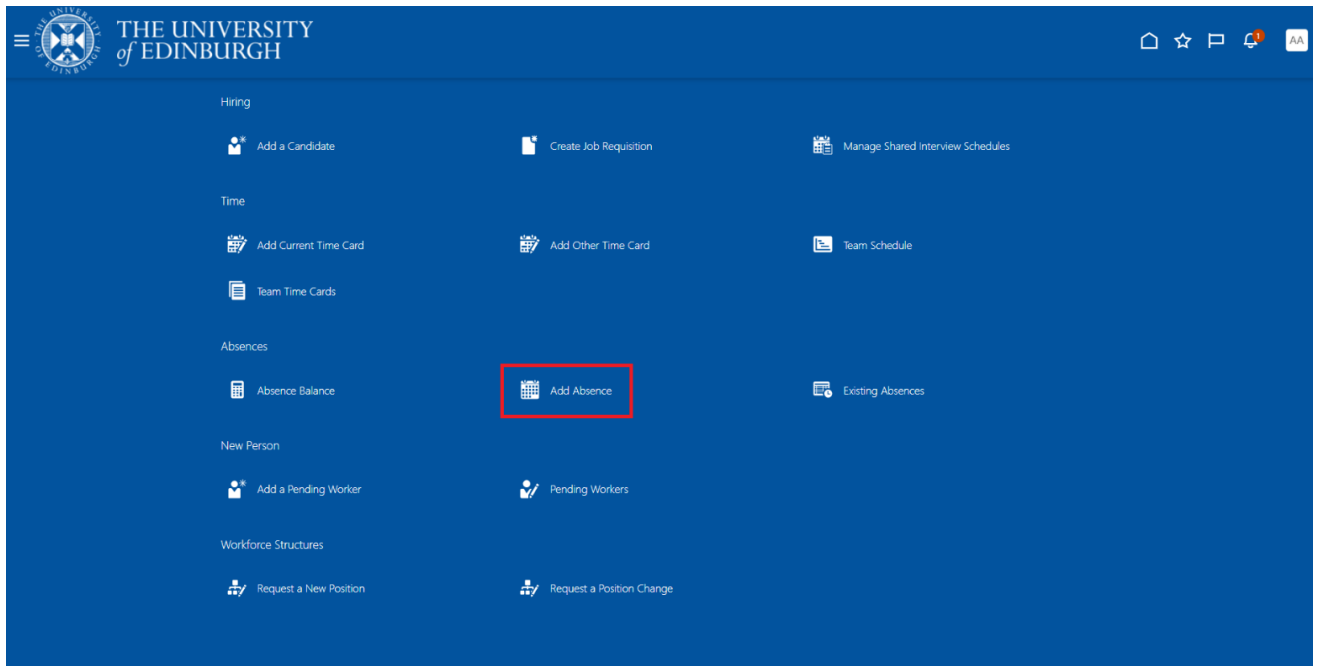 THE UNIVERSITY
of EDINBURGH
1
AA
Hiring
Add a Candidate
Create Job Requisition
Manage Shared Interview Schedules
Time
Add Current Time Card
Add Other Time Card
Team Schedule
Team Time Cards
Absences
Absence Balance
Add Absence
Existing Absences
New Person
Add a Pending Worker
Pending Workers
Workforce Structures
Request a New Position
Request a Position Change